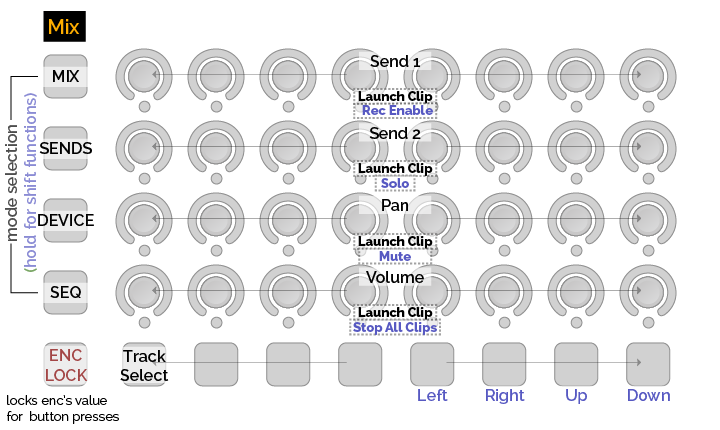 Mix
Send 1
MIX
Launch Clip
Rec Enable
Send 2
SENDS
Launch Clip
Solo
mode selection
(hold for shift functions)
Pan
DEVICE
Launch Clip
Mute
Volume
SEQ
Launch Clip
Stop All Clips
ENC
LOCK
Track
Select
Left Right Up Down
locks enc's value
for button presses